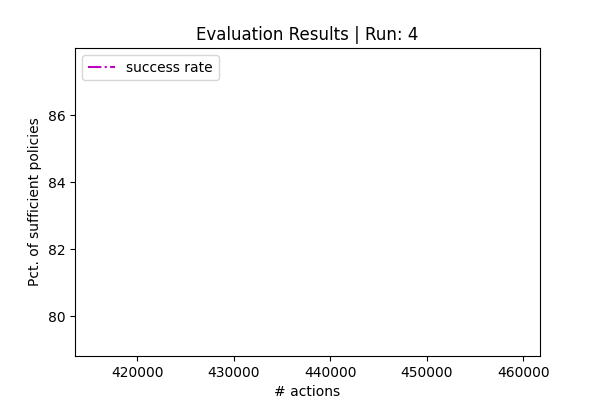 Evaluation Results | Run: 4
success rate
Pct. of sufficient policies
86
84
82
80
420000 430000 440000 450000 460000
# actions